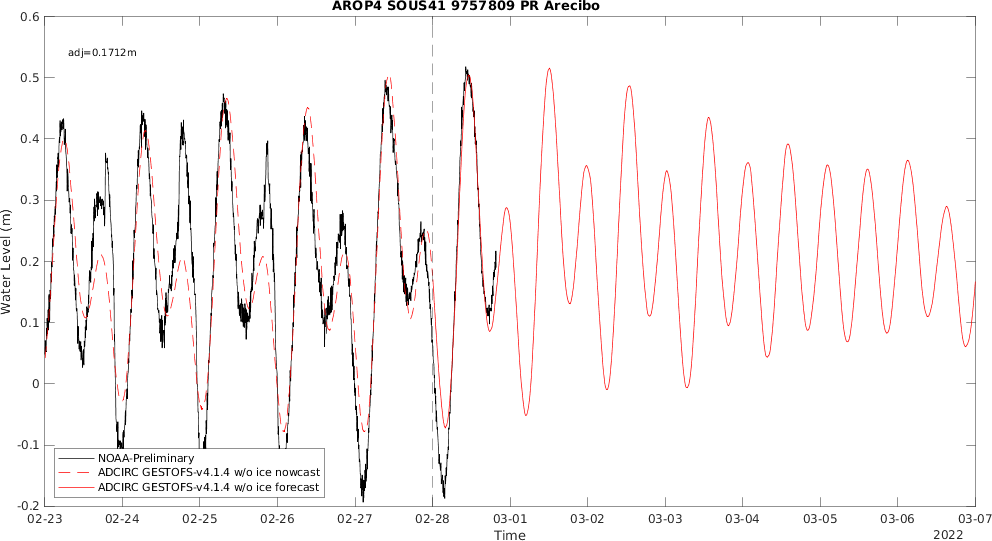 AROP4 SOUS41 9757809 PR Arecibo
adj=0.1712m
0.6
0.5
0.4
0.3
0.2
0.1
0
-0.1
-0.2
Water Level (m)
NOAA-Preliminary
ADCIRC GESTOFS-v4.1.4 w/o ice nowcast
ADCIRC GESTOFS-v4.1.4 w/o ice forecast
02-23 02-24 02-25 02-26 02-27 02-28 03-01 03-02 03-03 03-04 03-05 03-06 03-07
Time
2022